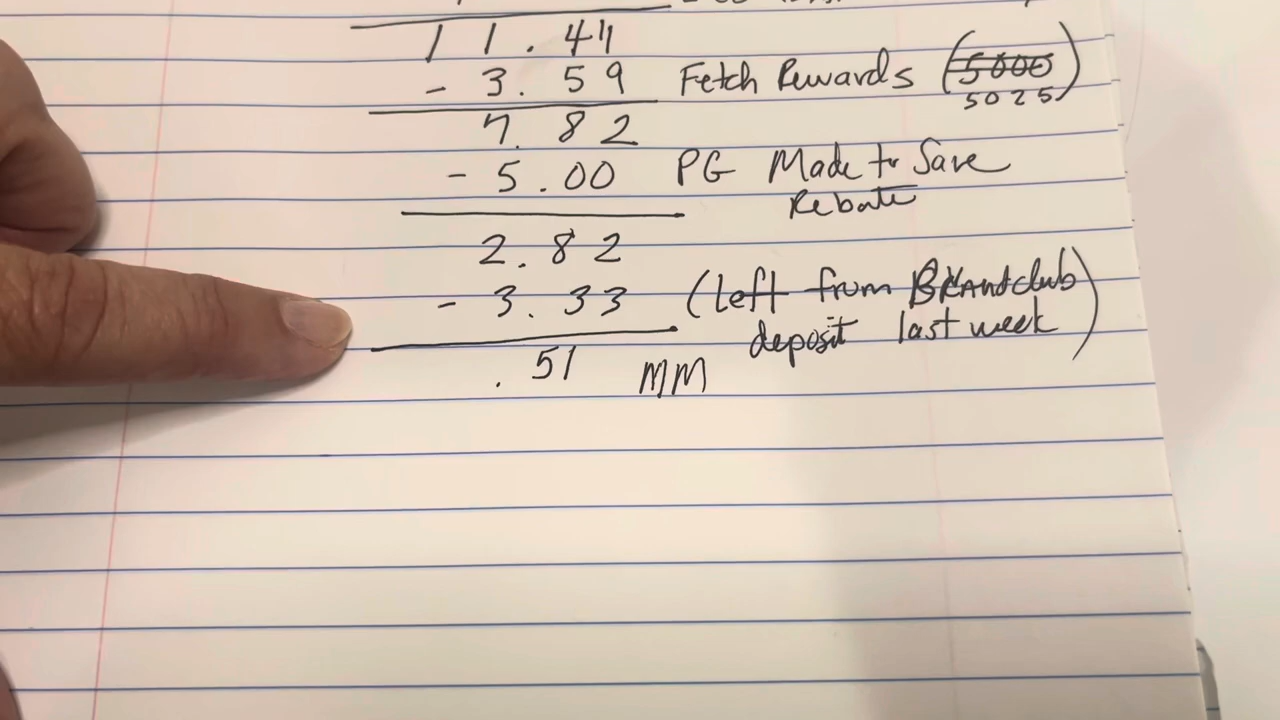 11.41
- 3.59 Fetch Rewards (5000)
5025
7.82
- 5.00 PG Made to Save
Rebate
2.82
- 3.33 (left from Brandclub
deposit last week)
.51 MM